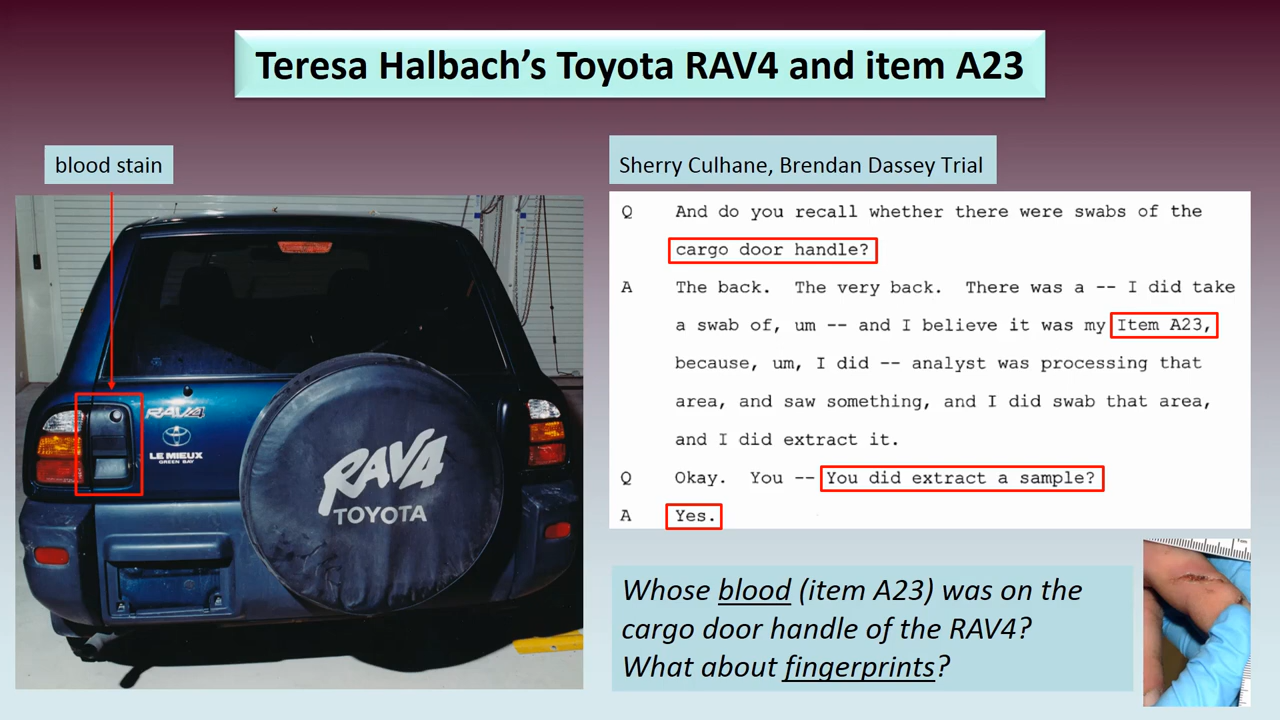 Teresa Halbach's Toyota RAV4 and item A23
blood stain
RAV4
LE MIEUX
GREEN BAY
RAV4
TOYOTA
Sherry Culhane, Brendan Dassey Trial
Q And do you recall whether there were swabs of the
cargo door handle?
A The back. The very back. There was a -- I did take
a swab of, um -- and I believe it was my Item A23,
because, um, I did -- analyst was processing that
area, and saw something, and I did swab that area,
and I did extract it.
Q Okay. You -- You did extract a sample?
A Yes.
Whose blood (item A23) was on the
cargo door handle of the RAV4?
What about fingerprints?